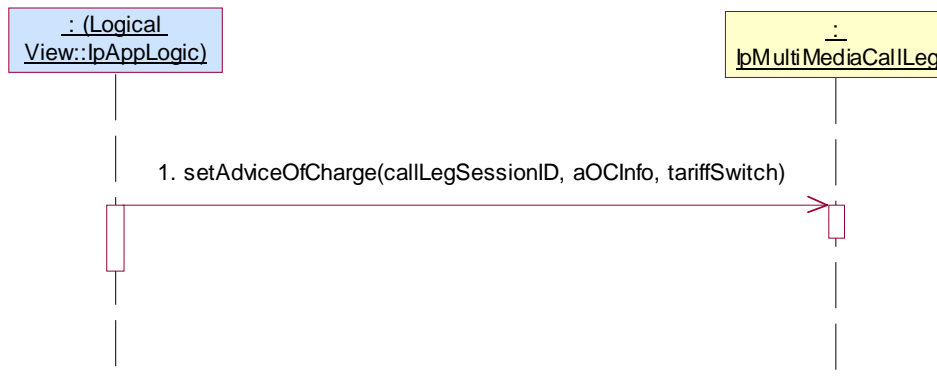 : (Logical
View::IpAppLogic)
:
IpMultiMediaCallLeg
1. setAdviceOfCharge(callLegSessionID, aOCInfo, tariffSwitch)